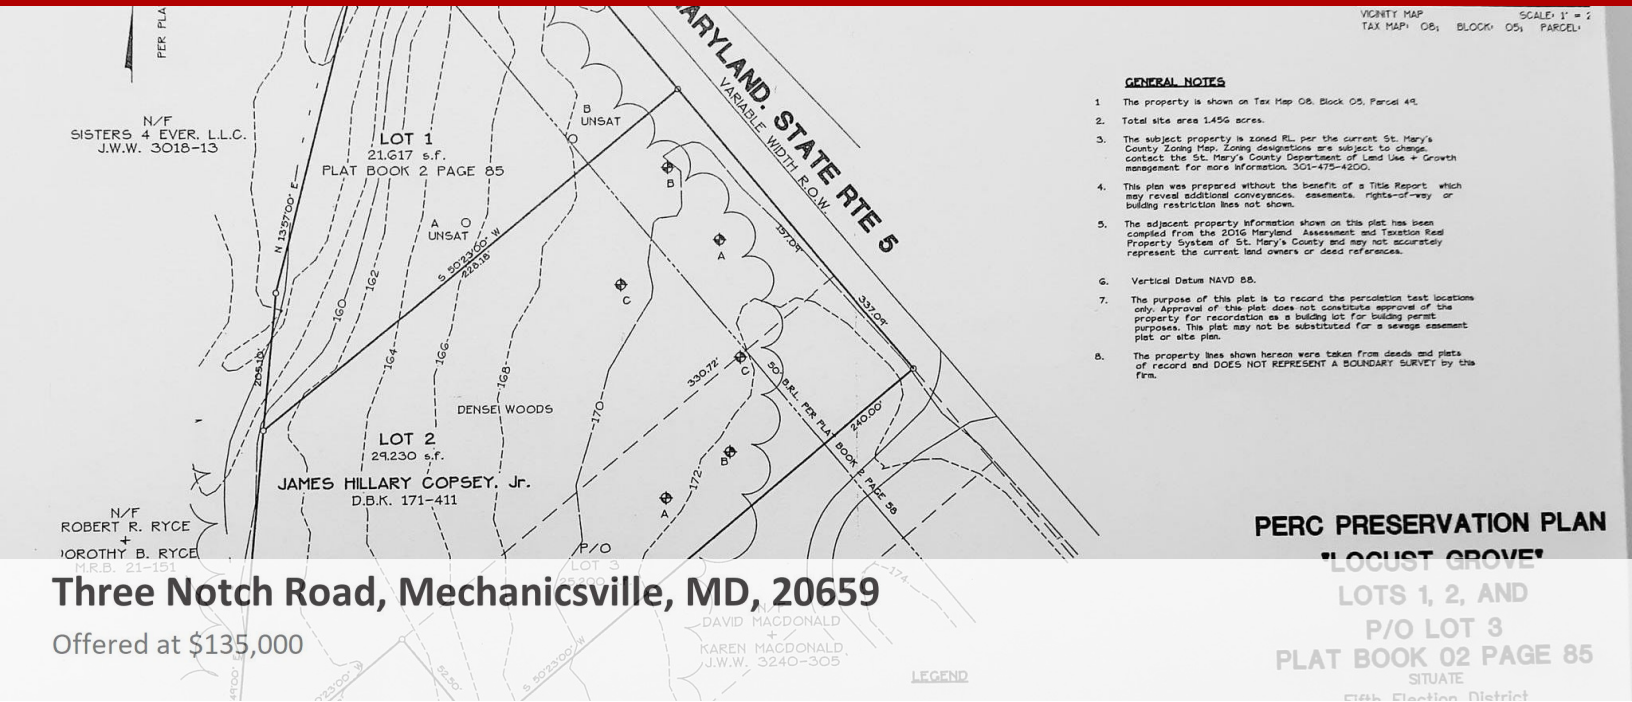 PER PLA
VICINITY MAP
SCALE: 1" =
TAX MAP: 08; BLOCK: 05; PARCEL:
MARYLAND. STATE RTE 5
VARIABLE WIDTH R.O.W.
GENERAL NOTES
1 The property is shown on Tax Map 08, Block 05, Parcel 49.
2. Total site area 1.456 acres.
3. The subject property is zoned RL, per the current St. Mary's
County Zoning Map. Zoning designations are subject to change.
contact the St. Mary's County Department of Land Use + Growth
management for more information. 301-475-4200.
4. This plan was prepared without the benefit of a Title Report which
may reveal additional conveyances. easements. rights-of-way or
building restriction lines not shown.
5. The adjacent property information shown on this plat has been
compiled from the 2016 Maryland Assessment and Taxation Real
Property System of St. Mary's County and may not accurately
represent the current land owners or deed references.
6. Vertical Datum NAVD 88.
7. The purpose of this plat is to record the percolation test locations
only. Approval of this plat does not constitute approval of the
property for recordation as a building lot for building permit
purposes. This plat may not be substituted for a sewage easement
plat or site plan.
8. The property lines shown hereon were taken from deeds and plats
of record and DOES NOT REPRESENT A BOUNDARY SURVEY by this
firm.
N/F
SISTERS 4 EVER. L.L.C.
J.W.W. 3018-13
LOT 1
21.617 s.f.
PLAT BOOK 2 PAGE 85
B
UNSAT
A
UNSAT
N 13°57'00" E
S 50°23'00" W
228.18'
B
A
C
157.09'
337.09'
160
162
164
166
168
170
172
205.10'
330.72'
C
50' B.R.L. PER PLAT BOOK 2 PAGE 58
240.00'
DENSE WOODS
LOT 2
29.230 s.f.
JAMES HILLARY COPSEY. Jr.
D.B.K. 171-411
B
A
N/F
ROBERT R. RYCE
+
DOROTHY B. RYCE
M.R.B. 21-151
P/O
LOT 3
PERC PRESERVATION PLAN
"LOCUST GROVE"
LOTS 1, 2, AND
P/O LOT 3
PLAT BOOK 02 PAGE 85
SITUATE
Fifth Election District
174
Three Notch Road, Mechanicsville, MD, 20659
Offered at $135,000
N/F
DAVID MACDONALD
+
KAREN MACDONALD.
J.W.W. 3240-305
52.50'
S 50°23'00" W
LEGEND